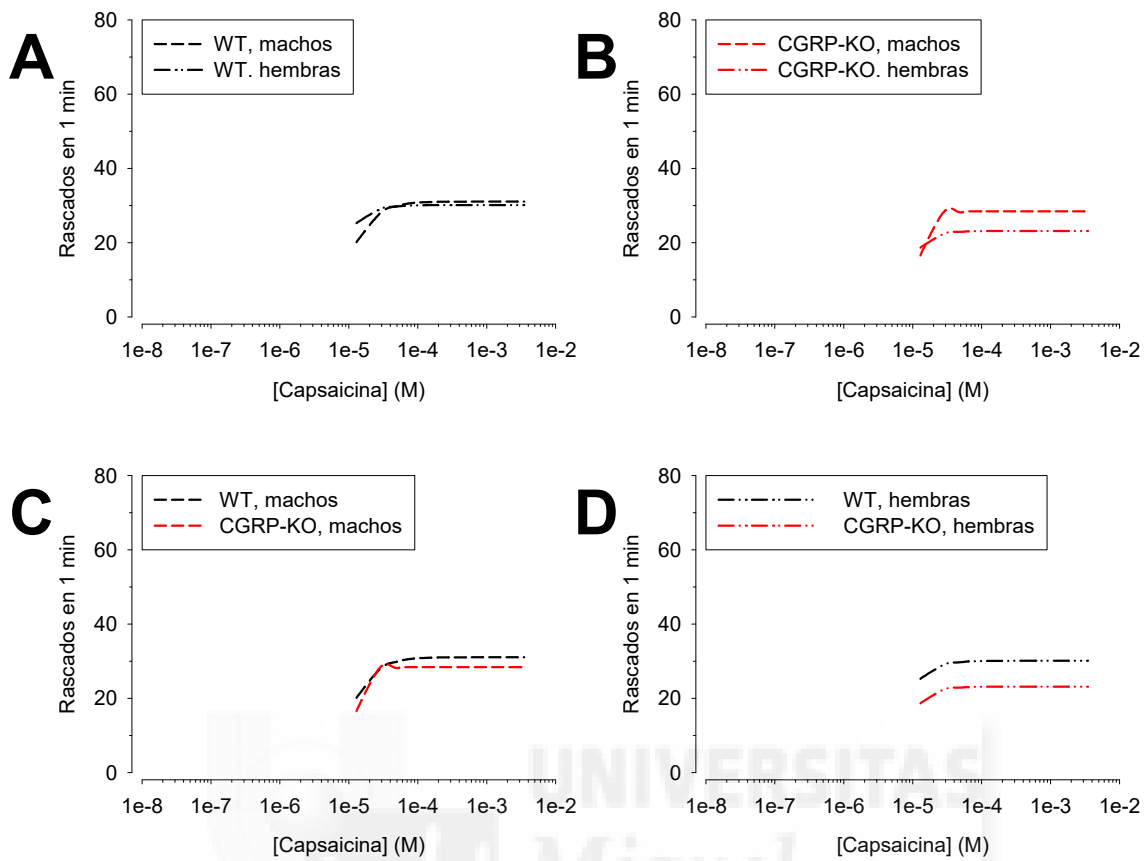 A
80
60
40
20
0
Rascados en 1 min
WT, machos
WT. hembras
1e-8 1e-7 1e-6 1e-5 1e-4 1e-3 1e-2
[Capsaicina] (M)
B
80
60
40
20
0
Rascados en 1 min
CGRP-KO, machos
CGRP-KO. hembras
1e-8 1e-7 1e-6 1e-5 1e-4 1e-3 1e-2
[Capsaicina] (M)
C
80
60
40
20
0
Rascados en 1 min
WT, machos
CGRP-KO, machos
1e-8 1e-7 1e-6 1e-5 1e-4 1e-3 1e-2
[Capsaicina] (M)
D
80
60
40
20
0
Rascados en 1 min
WT, hembras
CGRP-KO, hembras
1e-8 1e-7 1e-6 1e-5 1e-4 1e-3 1e-2
[Capsaicina] (M)
UNIVERSITAS
Miguel